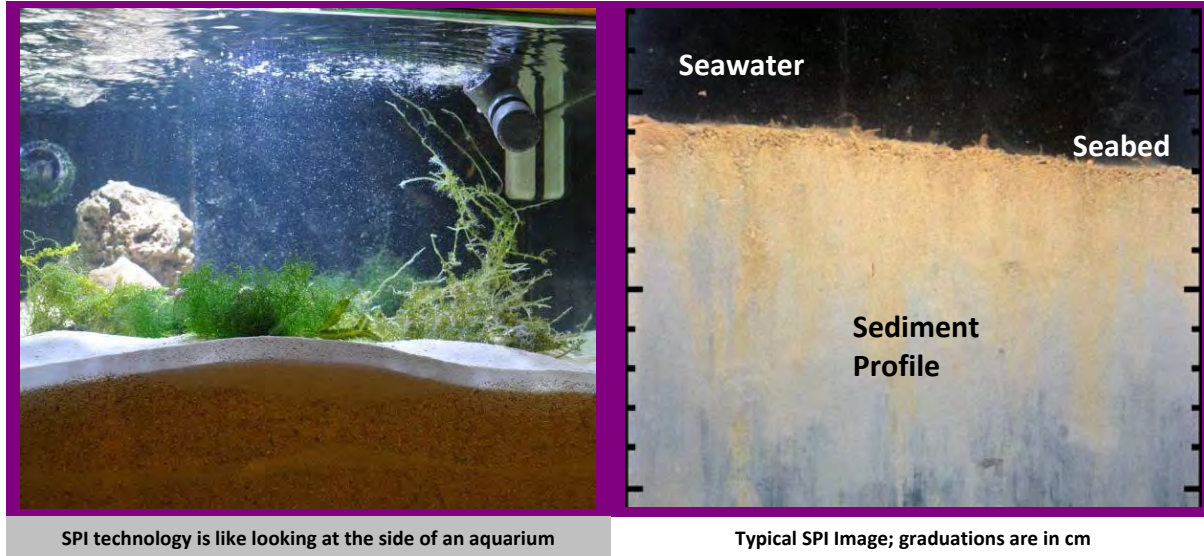 Seawater
Seabed
Sediment
Profile
SPI technology is like looking at the side of an aquarium
Typical SPI Image; graduations are in cm